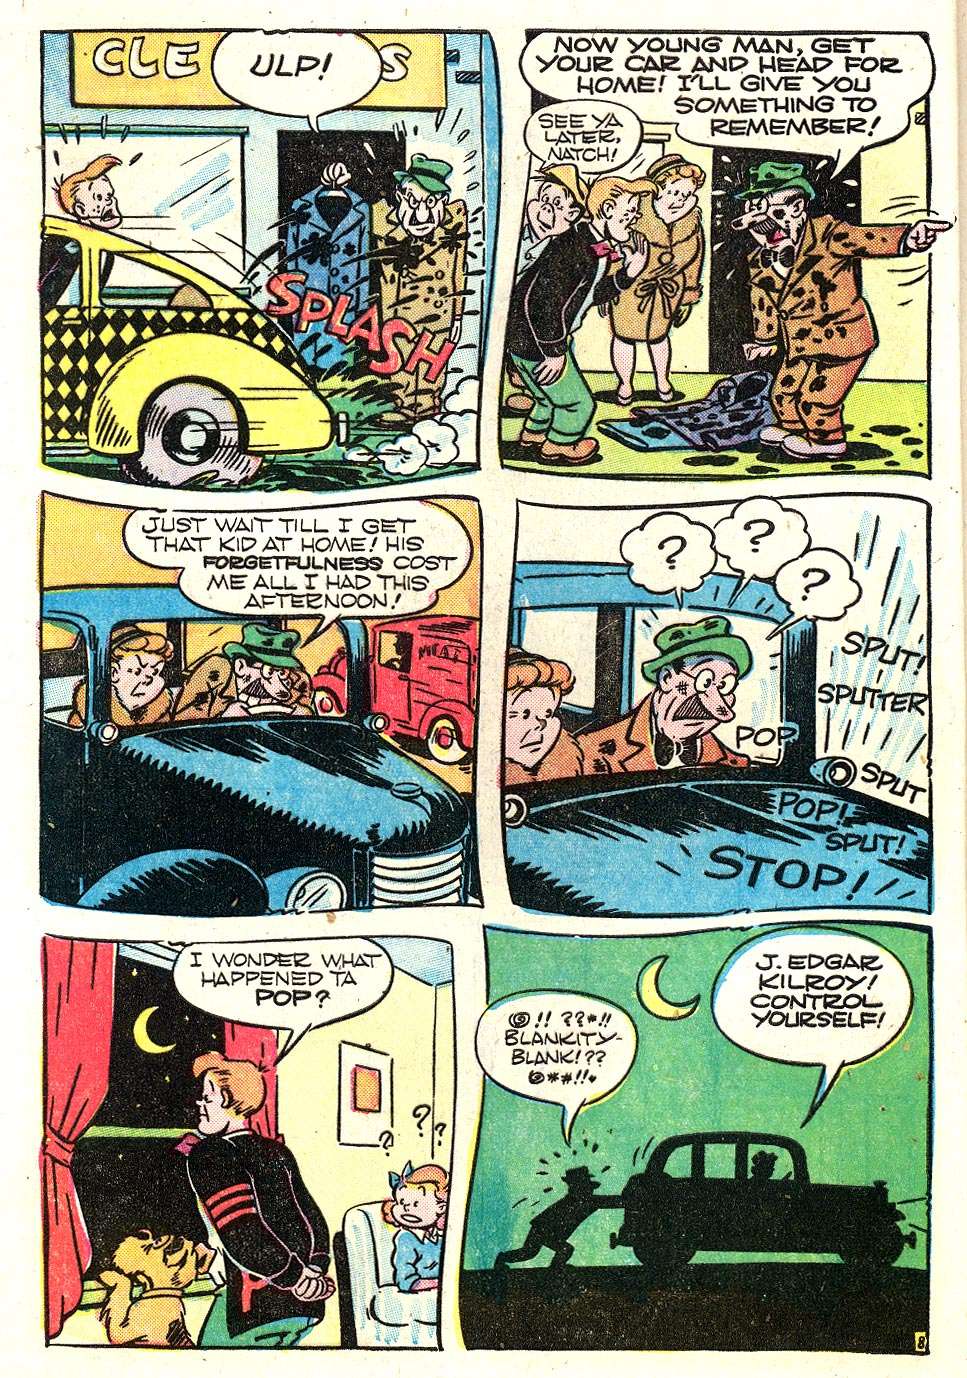 CLE S
ULP!
SPLASH
NOW YOUNG MAN, GET
YOUR CAR AND HEAD FOR
HOME! I'LL GIVE YOU
SOMETHING TO
REMEMBER!
SEE YA
LATER,
NATCH!
JUST WAIT TILL I GET
THAT KID AT HOME! HIS
FORGETFULNESS COST
ME ALL I HAD THIS
AFTERNOON!
MEAT
?
?
?
SPUT!
SPUTTER
POP
SPUT
POP!
SPUT!
STOP!
I WONDER WHAT
HAPPENED TA
POP?
? ?
?
@!! ??*!!
BLANKITY-
BLANK!??
@**!!
J. EDGAR
KILROY!
CONTROL
YOURSELF!
8